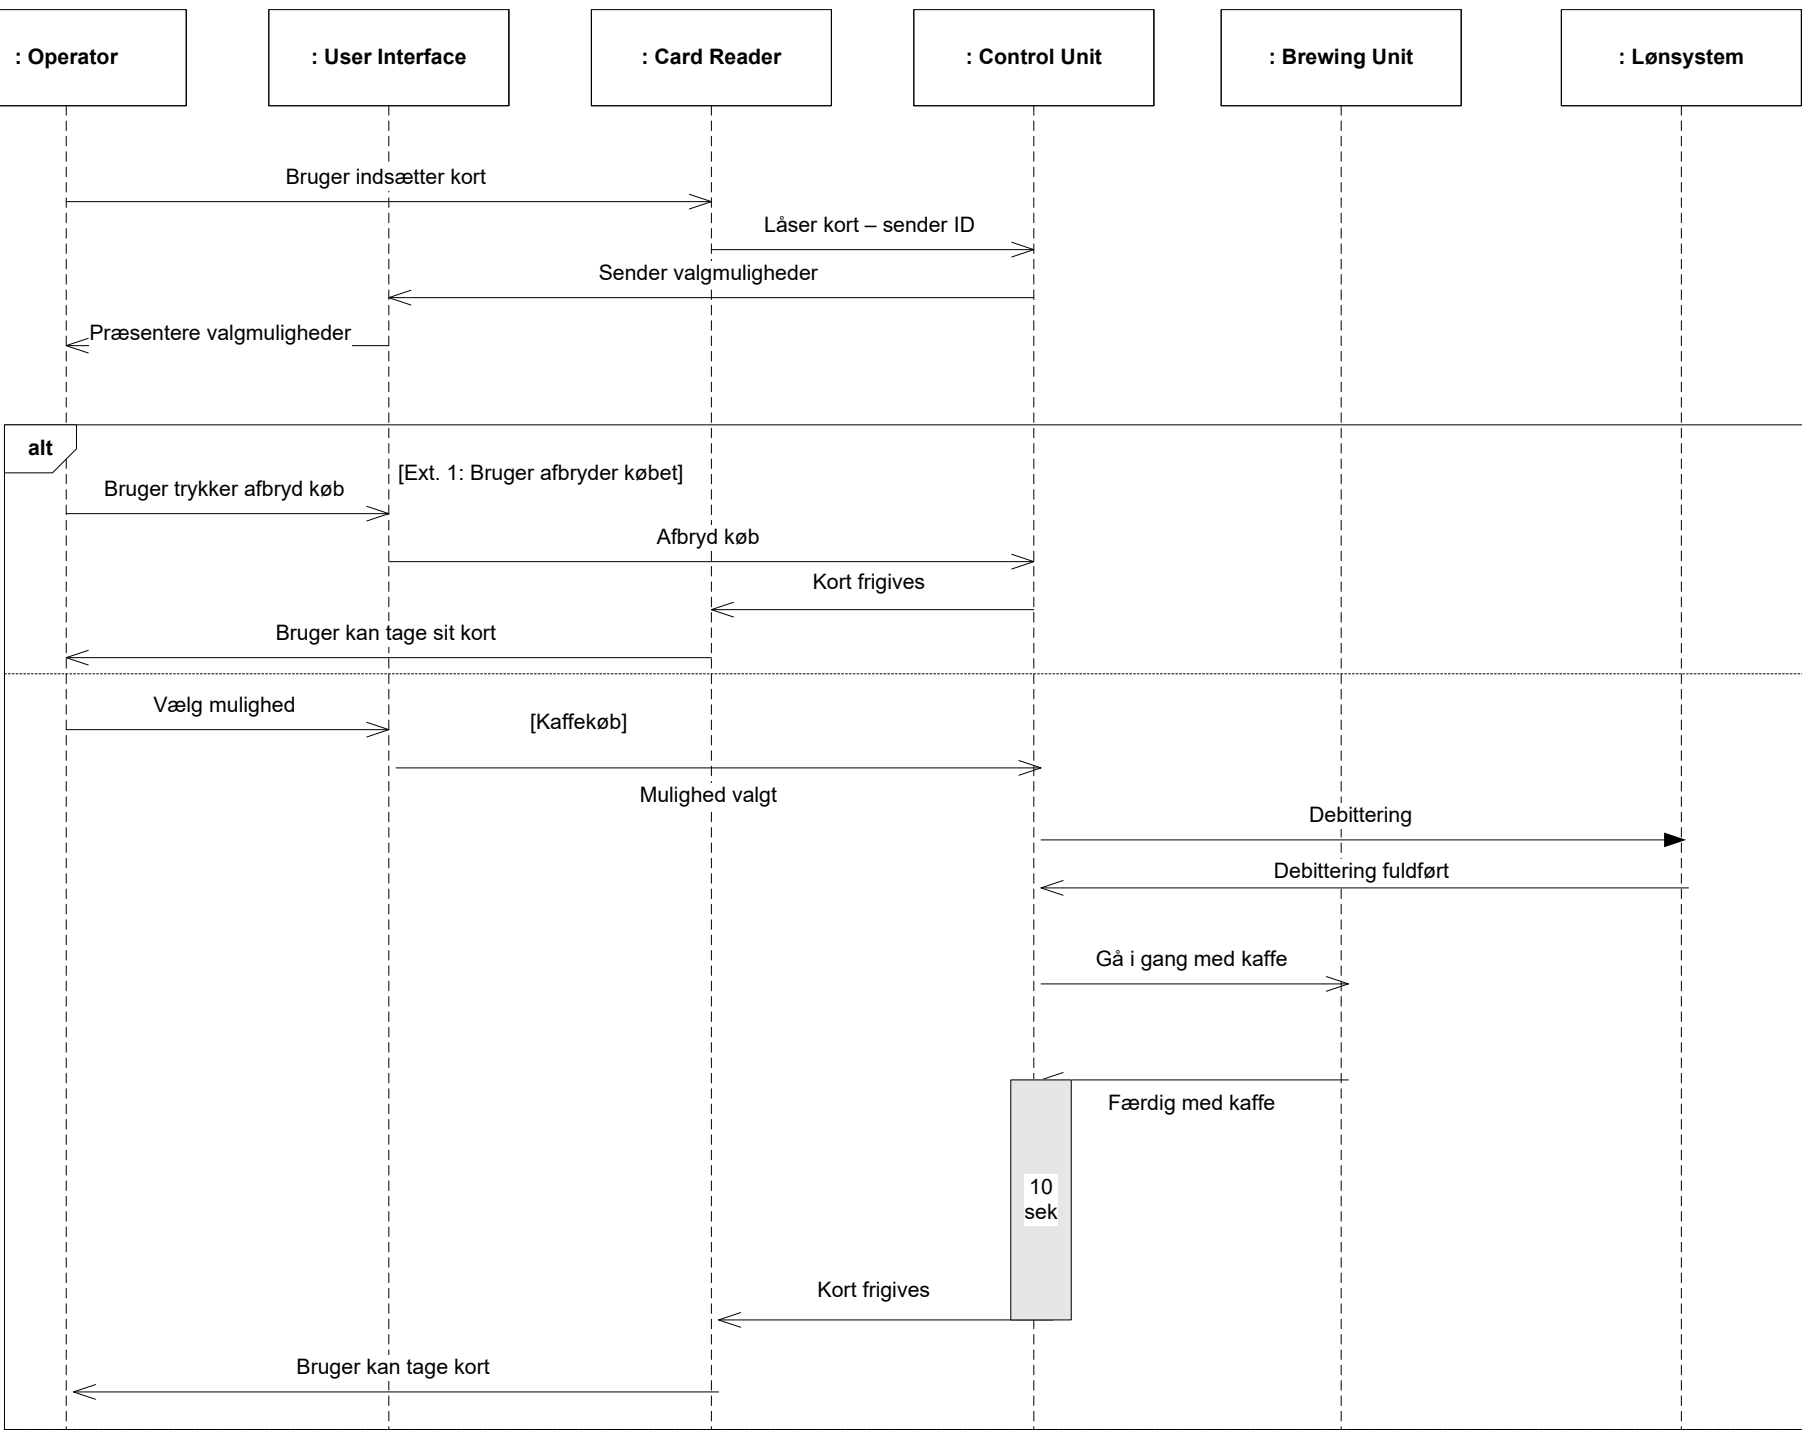 : Operator
: User Interface
: Card Reader
: Control Unit
: Brewing Unit
: Lønsystem
Bruger indsætter kort
Låser kort – sender ID
Sender valgmuligheder
Præsentere valgmuligheder
alt
[Ext. 1: Bruger afbryder købet]
Bruger trykker afbryd køb
Afbryd køb
Kort frigives
Bruger kan tage sit kort
Vælg mulighed
[Kaffekøb]
Mulighed valgt
Debittering
Debittering fuldført
Gå i gang med kaffe
Færdig med kaffe
10
sek
Kort frigives
Bruger kan tage kort